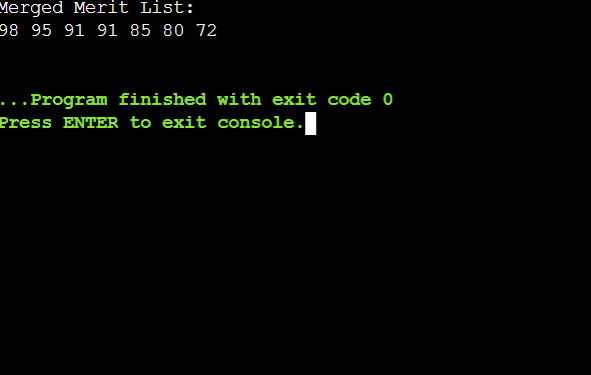 Merged Merit List:
98 95 91 91 85 80 72
...Program finished with exit code 0
Press ENTER to exit console.